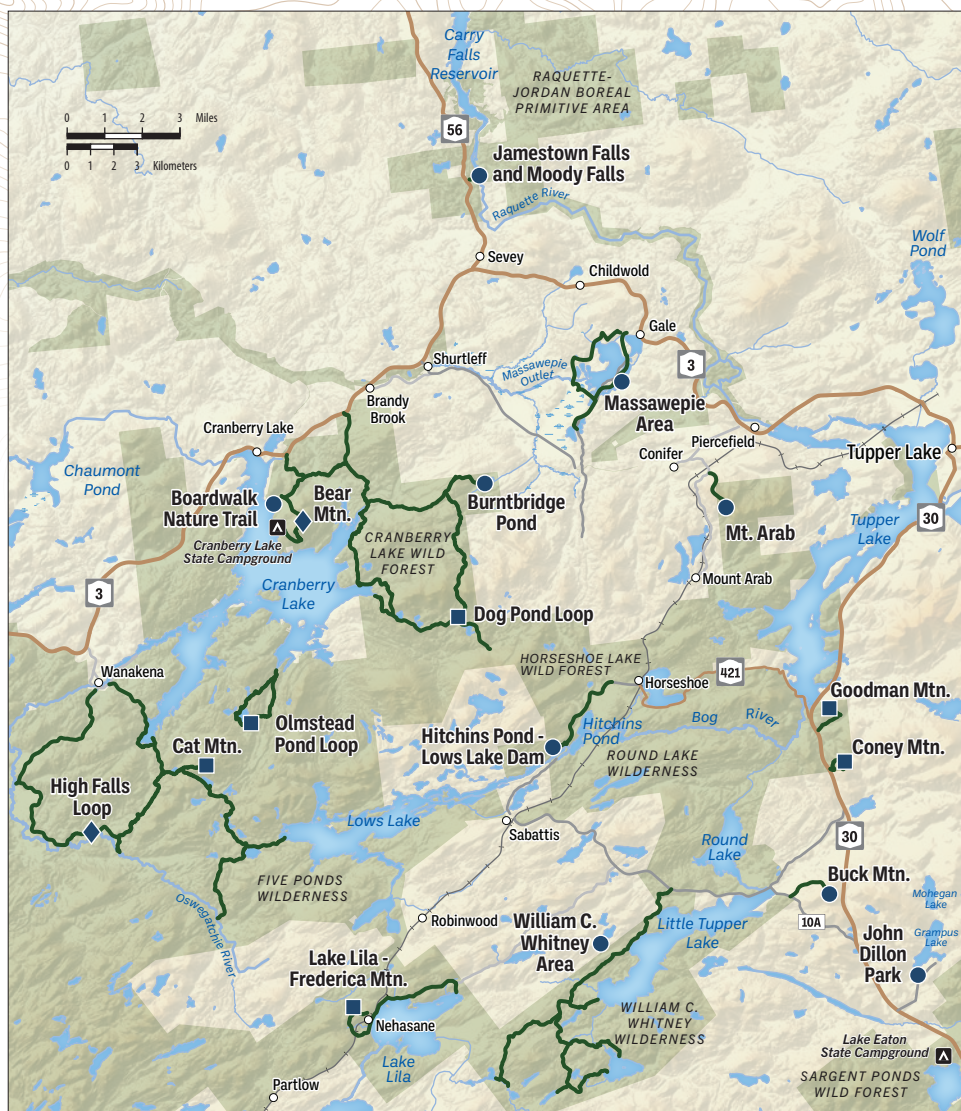 Carry
Falls
Reservoir
RAQUETTE-
JORDAN BOREAL
PRIMITIVE AREA
0 1 2 3 Miles
0 1 2 3 Kilometers
56
Jamestown Falls
and Moody Falls
Raquette River
Wolf
Pond
Sevey
Childwold
Gale
Shurtleff
Massawepie
Outlet
3
Massawepie
Area
Brandy
Brook
Cranberry Lake
Piercefield
Conifer
Tupper Lake
Chaumont
Pond
Boardwalk
Nature Trail
Bear
Mtn.
Burntbridge
Pond
Mt. Arab
Tupper
Lake
30
Cranberry Lake
State Campground
CRANBERRY
LAKE WILD
FOREST
Cranberry
Lake
Mount Arab
3
Dog Pond Loop
Wanakena
HORSESHOE LAKE
WILD FOREST
Horseshoe
421
Goodman Mtn.
Olmstead
Pond Loop
Cat Mtn.
Hitchins Pond -
Lows Lake Dam
Hitchins
Pond
Bog River
ROUND LAKE
WILDERNESS
Coney Mtn.
High Falls
Loop
Lows Lake
Sabattis
Round
Lake
30
FIVE PONDS
WILDERNESS
Buck Mtn.
Mohegan
Lake
Oswegatchie River
Robinwood
William C.
Whitney
Area
Little Tupper
Lake
10A
John
Dillon
Park
Grampus
Lake
Lake Lila -
Frederica Mtn.
Nehasane
WILLIAM C.
WHITNEY
WILDERNESS
Lake
Lila
Lake Eaton
State Campground
Partlow
SARGENT PONDS
WILD FOREST